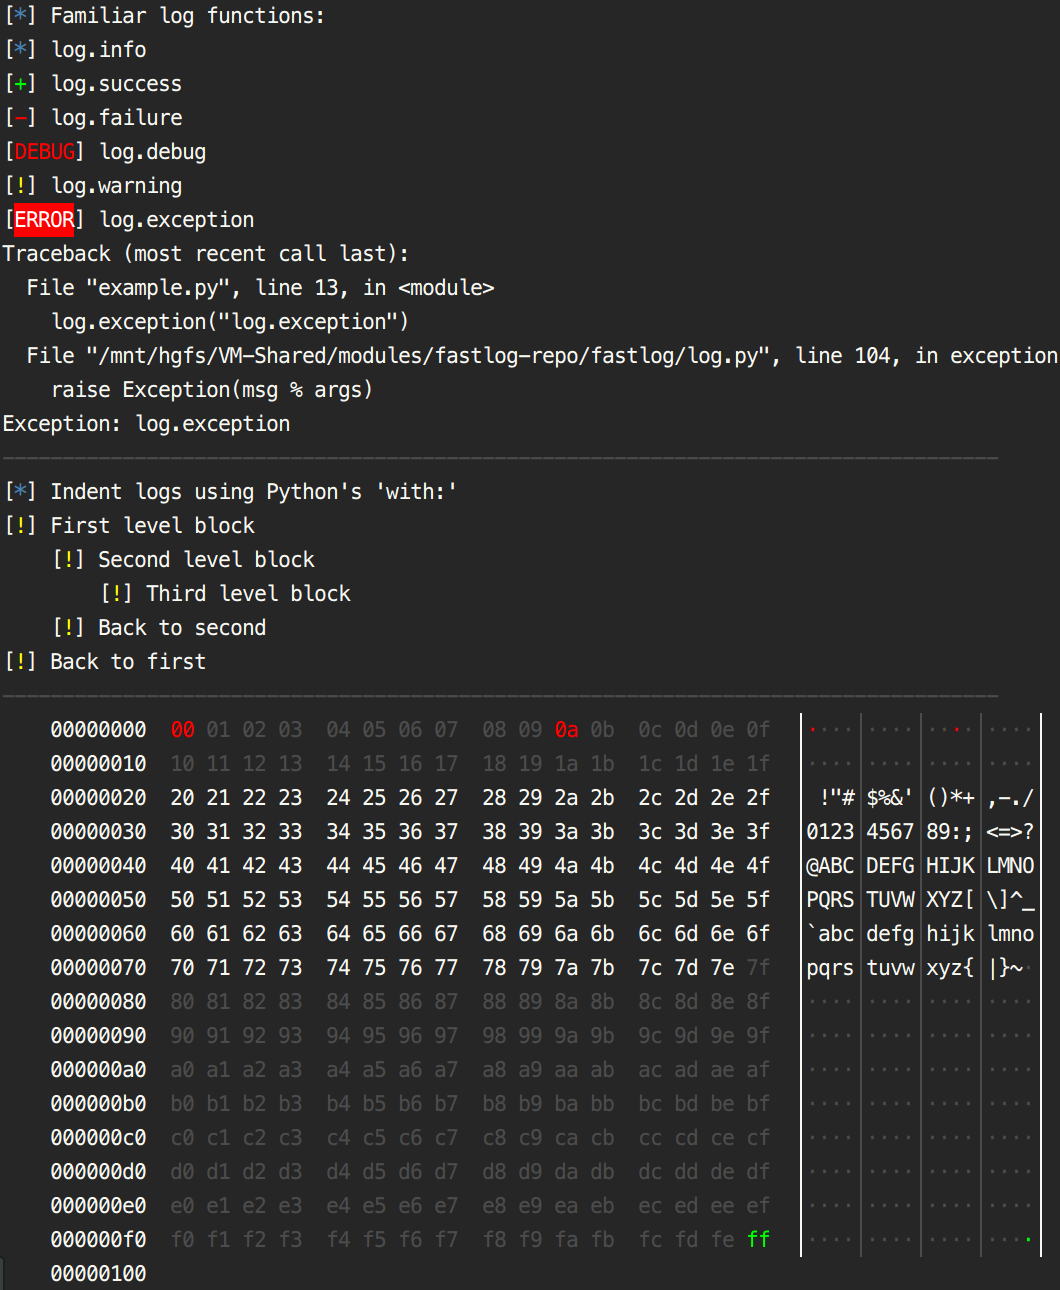 [*] Familiar log functions:
[*] log.info
[+] log.success
[-] log.failure
[DEBUG] log.debug
[!] log.warning
[ERROR] log.exception
Traceback (most recent call last):
  File "example.py", line 13, in <module>
    log.exception("log.exception")
  File "/mnt/hgfs/VM-Shared/modules/fastlog-repo/fastlog/log.py", line 104, in exception
    raise Exception(msg % args)
Exception: log.exception
[*] Indent logs using Python's 'with:'
[!] First level block
    [!] Second level block
        [!] Third level block
    [!] Back to second
[!] Back to first
    00000000  00 01 02 03  04 05 06 07  08 09 0a 0b  0c 0d 0e 0f  │····│····│····│····│
    00000010  10 11 12 13  14 15 16 17  18 19 1a 1b  1c 1d 1e 1f  │····│····│····│····│
    00000020  20 21 22 23  24 25 26 27  28 29 2a 2b  2c 2d 2e 2f  │ !"#│$%&'│()*+│,-./│
    00000030  30 31 32 33  34 35 36 37  38 39 3a 3b  3c 3d 3e 3f  │0123│4567│89:;│<=>?│
    00000040  40 41 42 43  44 45 46 47  48 49 4a 4b  4c 4d 4e 4f  │@ABC│DEFG│HIJK│LMNO│
    00000050  50 51 52 53  54 55 56 57  58 59 5a 5b  5c 5d 5e 5f  │PQRS│TUVW│XYZ[│\]^_│
    00000060  60 61 62 63  64 65 66 67  68 69 6a 6b  6c 6d 6e 6f  │`abc│defg│hijk│lmno│
    00000070  70 71 72 73  74 75 76 77  78 79 7a 7b  7c 7d 7e 7f  │pqrs│tuvw│xyz{│|}~·│
    00000080  80 81 82 83  84 85 86 87  88 89 8a 8b  8c 8d 8e 8f  │····│····│····│····│
    00000090  90 91 92 93  94 95 96 97  98 99 9a 9b  9c 9d 9e 9f  │····│····│····│····│
    000000a0  a0 a1 a2 a3  a4 a5 a6 a7  a8 a9 aa ab  ac ad ae af  │····│····│····│····│
    000000b0  b0 b1 b2 b3  b4 b5 b6 b7  b8 b9 ba bb  bc bd be bf  │····│····│····│····│
    000000c0  c0 c1 c2 c3  c4 c5 c6 c7  c8 c9 ca cb  cc cd ce cf  │····│····│····│····│
    000000d0  d0 d1 d2 d3  d4 d5 d6 d7  d8 d9 da db  dc dd de df  │····│····│····│····│
    000000e0  e0 e1 e2 e3  e4 e5 e6 e7  e8 e9 ea eb  ec ed ee ef  │····│····│····│····│
    000000f0  f0 f1 f2 f3  f4 f5 f6 f7  f8 f9 fa fb  fc fd fe ff  │····│····│····│····│
    00000100